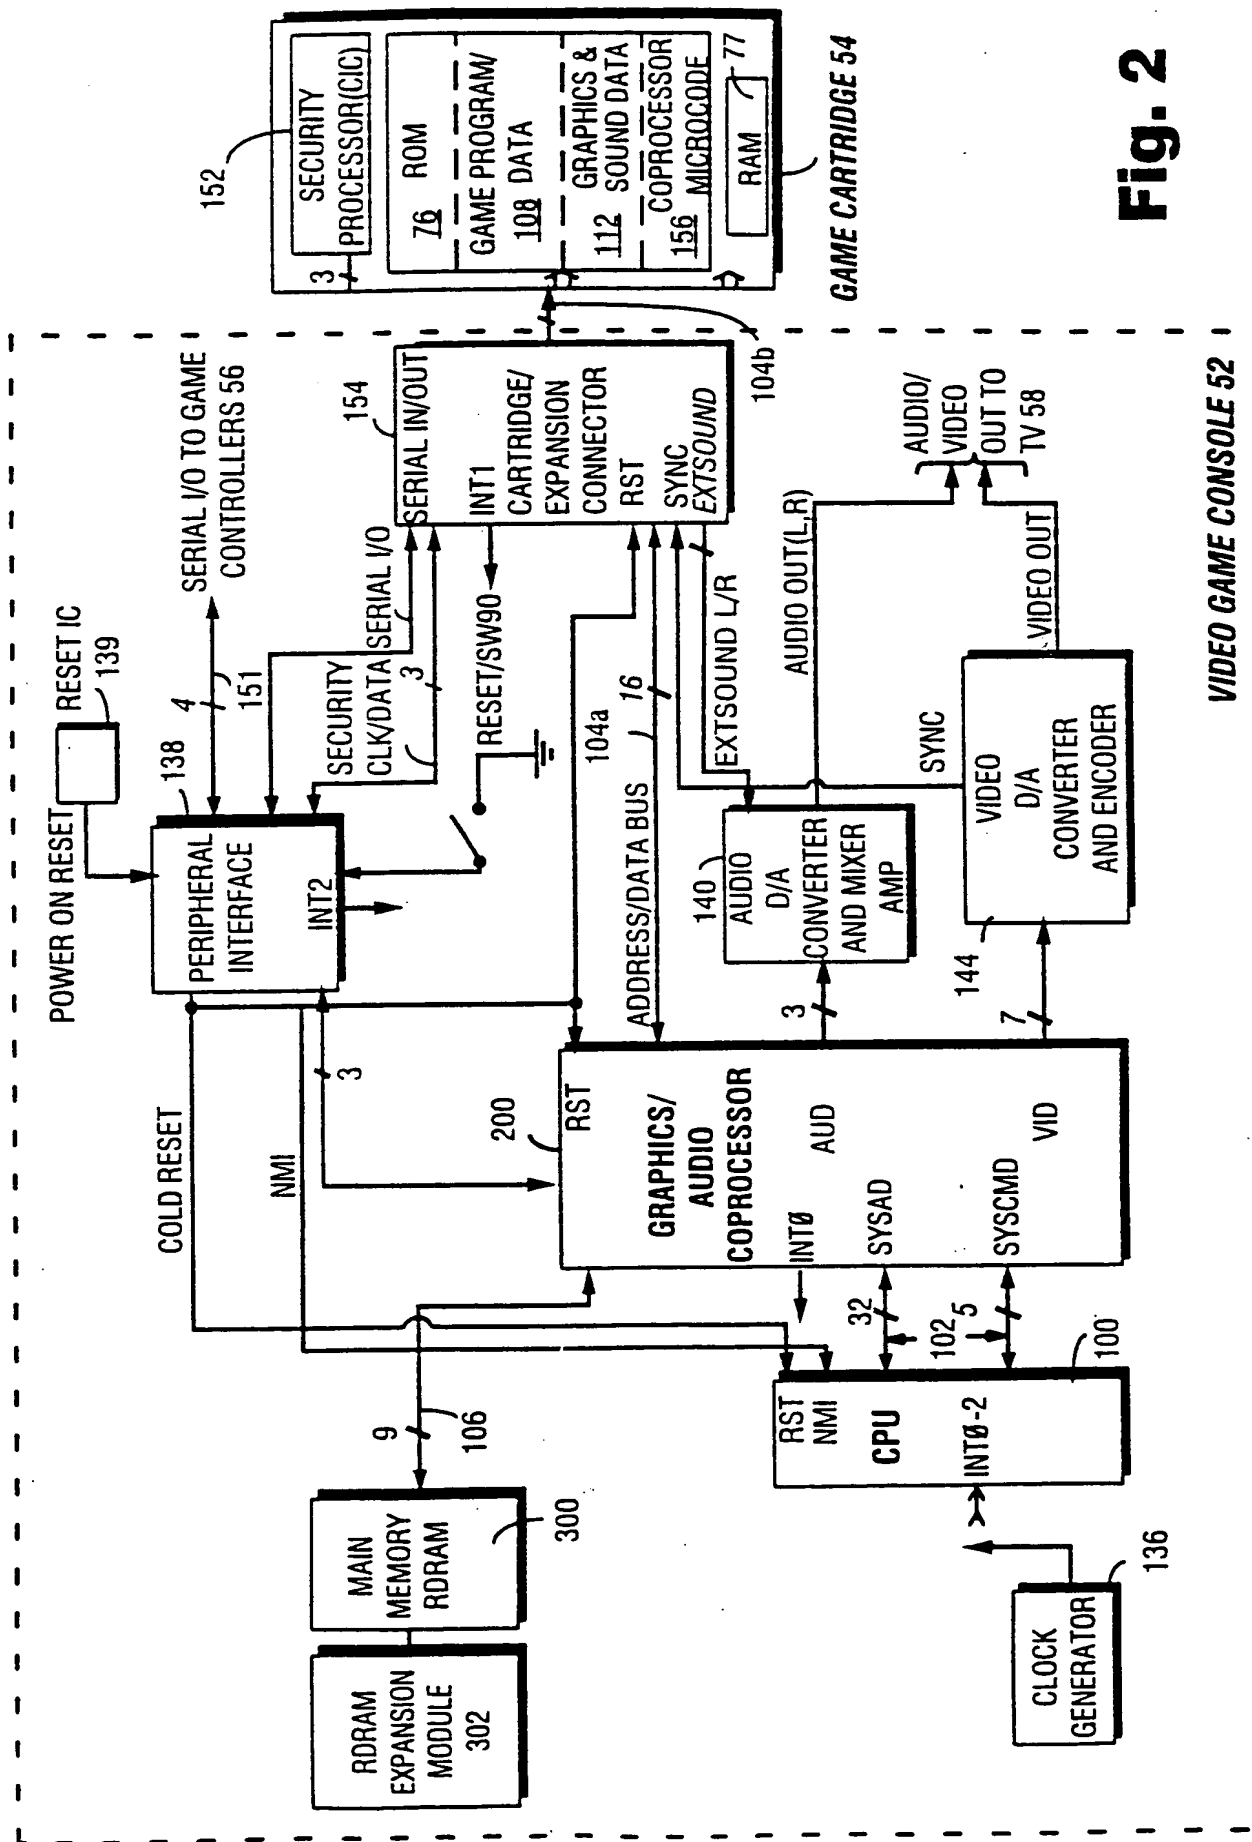 POWER ON RESET
RESET IC
139
138
PERIPHERAL
INTERFACE
INT2
4
151
SERIAL I/O TO GAME
CONTROLLERS 56
COLD RESET
NMI
3
SECURITY
CLK/DATA
SERIAL I/O
3
RESET/SW90
154
SERIAL IN/OUT
INT1
CARTRIDGE/
EXPANSION
CONNECTOR
RST
SYNC
EXTSOUND
104b
152
SECURITY
PROCESSOR(CIC)
3
ROM
76
GAME PROGRAM/
108 DATA
GRAPHICS &
112 SOUND DATA
COPROCESSOR
156 MICROCODE
RAM
77
GAME CARTRIDGE 54
RDRAM
EXPANSION
MODULE
302
MAIN
MEMORY
RDRAM
300
9
106
200
RST
GRAPHICS/
AUDIO
COPROCESSOR
INTØ
AUD
SYSAD
SYSCMD
VID
104a
ADDRESS/DATA BUS
16
EXTSOUND L/R
3
140
AUDIO
D/A
CONVERTER
AND MIXER
AMP
AUDIO OUT(L,R)
AUDIO/
VIDEO
OUT TO
TV 58
7
144
VIDEO
D/A
CONVERTER
AND ENCODER
SYNC
VIDEO OUT
32
102
5
RST
NMI
CPU
INTØ-2
100
CLOCK
GENERATOR
136
VIDEO GAME CONSOLE 52
Fig. 2